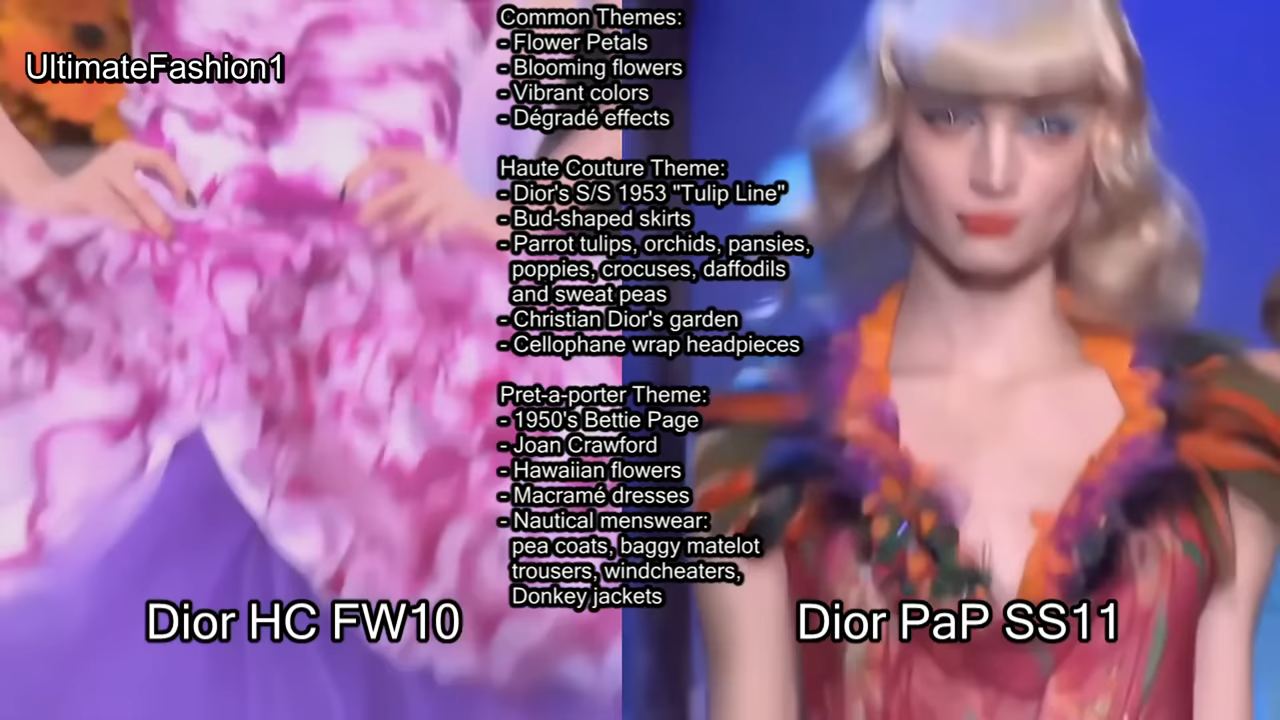 UltimateFashion1
Common Themes:
- Flower Petals
- Blooming flowers
- Vibrant colors
- Dégradé effects
Haute Couture Theme:
- Dior's S/S 1953 "Tulip Line"
- Bud-shaped skirts
- Parrot tulips, orchids, pansies,
poppies, crocuses, daffodils
and sweat peas
- Christian Dior's garden
- Cellophane wrap headpieces
Pret-a-porter Theme:
- 1950's Bettie Page
- Joan Crawford
- Hawaiian flowers
- Macramé dresses
- Nautical menswear:
pea coats, baggy matelot
trousers, windcheaters,
Donkey jackets
Dior HC FW10
Dior PaP SS11